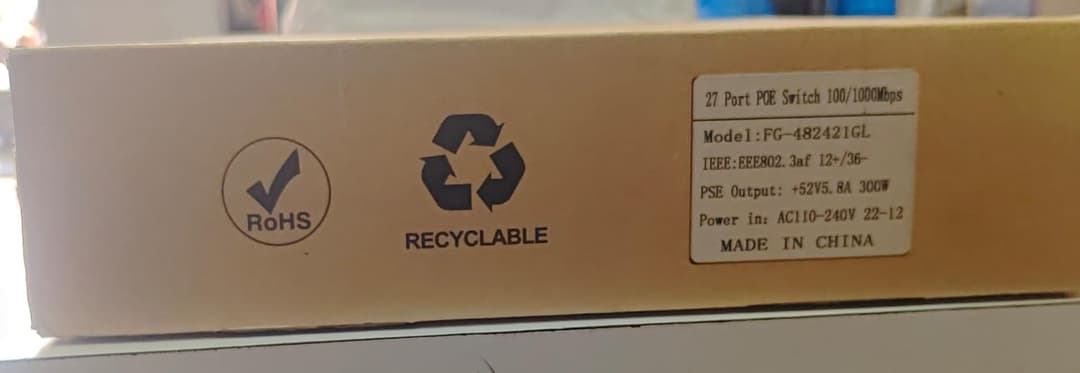 RoHS
RECYCLABLE
27 Port POE Switch 100/1000Mbps
Model:FG-482421GL
IEEE:EEE802.3af 12+/36-
PSE Output: +52V5.8A 300W
Power in: AC110-240V 22-12
MADE IN CHINA